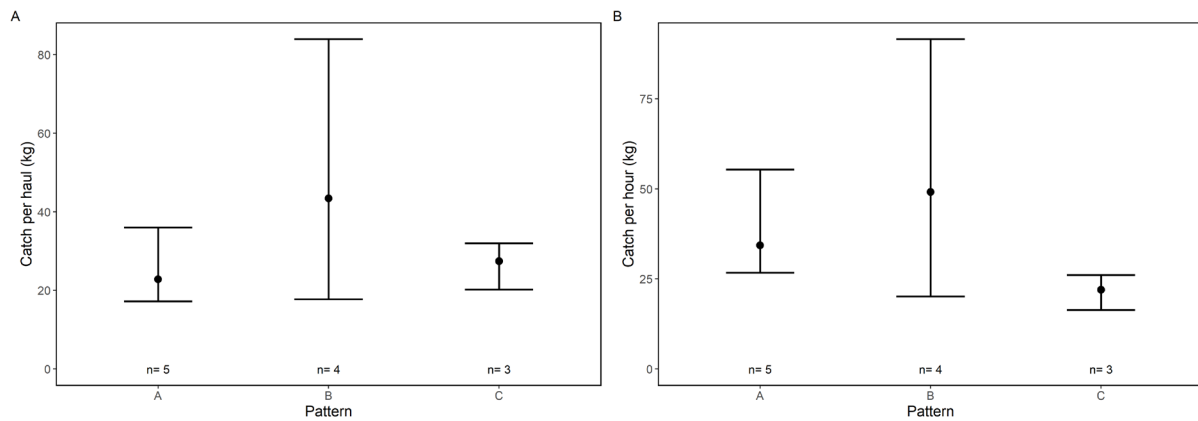 A
Catch per haul (kg)
80
60
40
20
0
n= 5
n= 4
n= 3
A
B
C
Pattern
B
Catch per hour (kg)
75
50
25
0
n= 5
n= 4
n= 3
A
B
C
Pattern